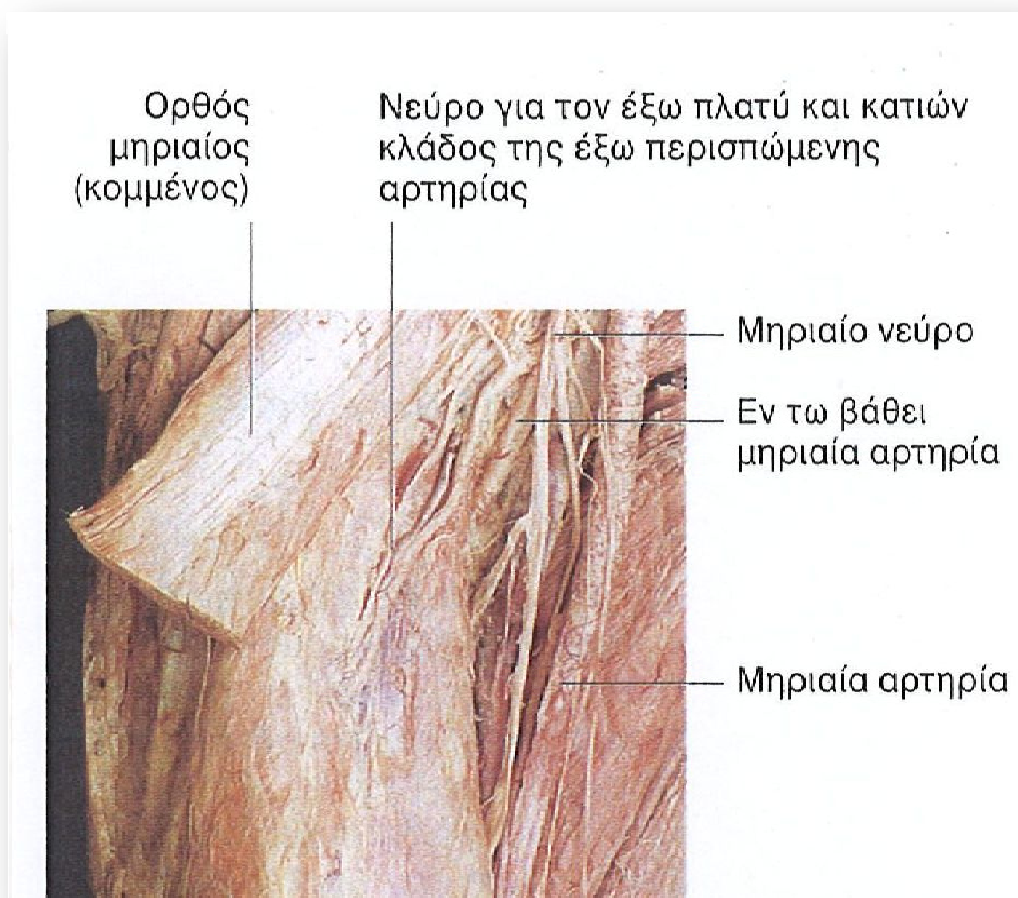 Ορθός
μηριαίος
(κομμένος)
Νεύρο για τον έξω πλατύ και κατιών
κλάδος της έξω περισπώμενης
αρτηρίας
Μηριαίο νεύρο
Εν τω βάθει
μηριαία αρτηρία
Μηριαία αρτηρία